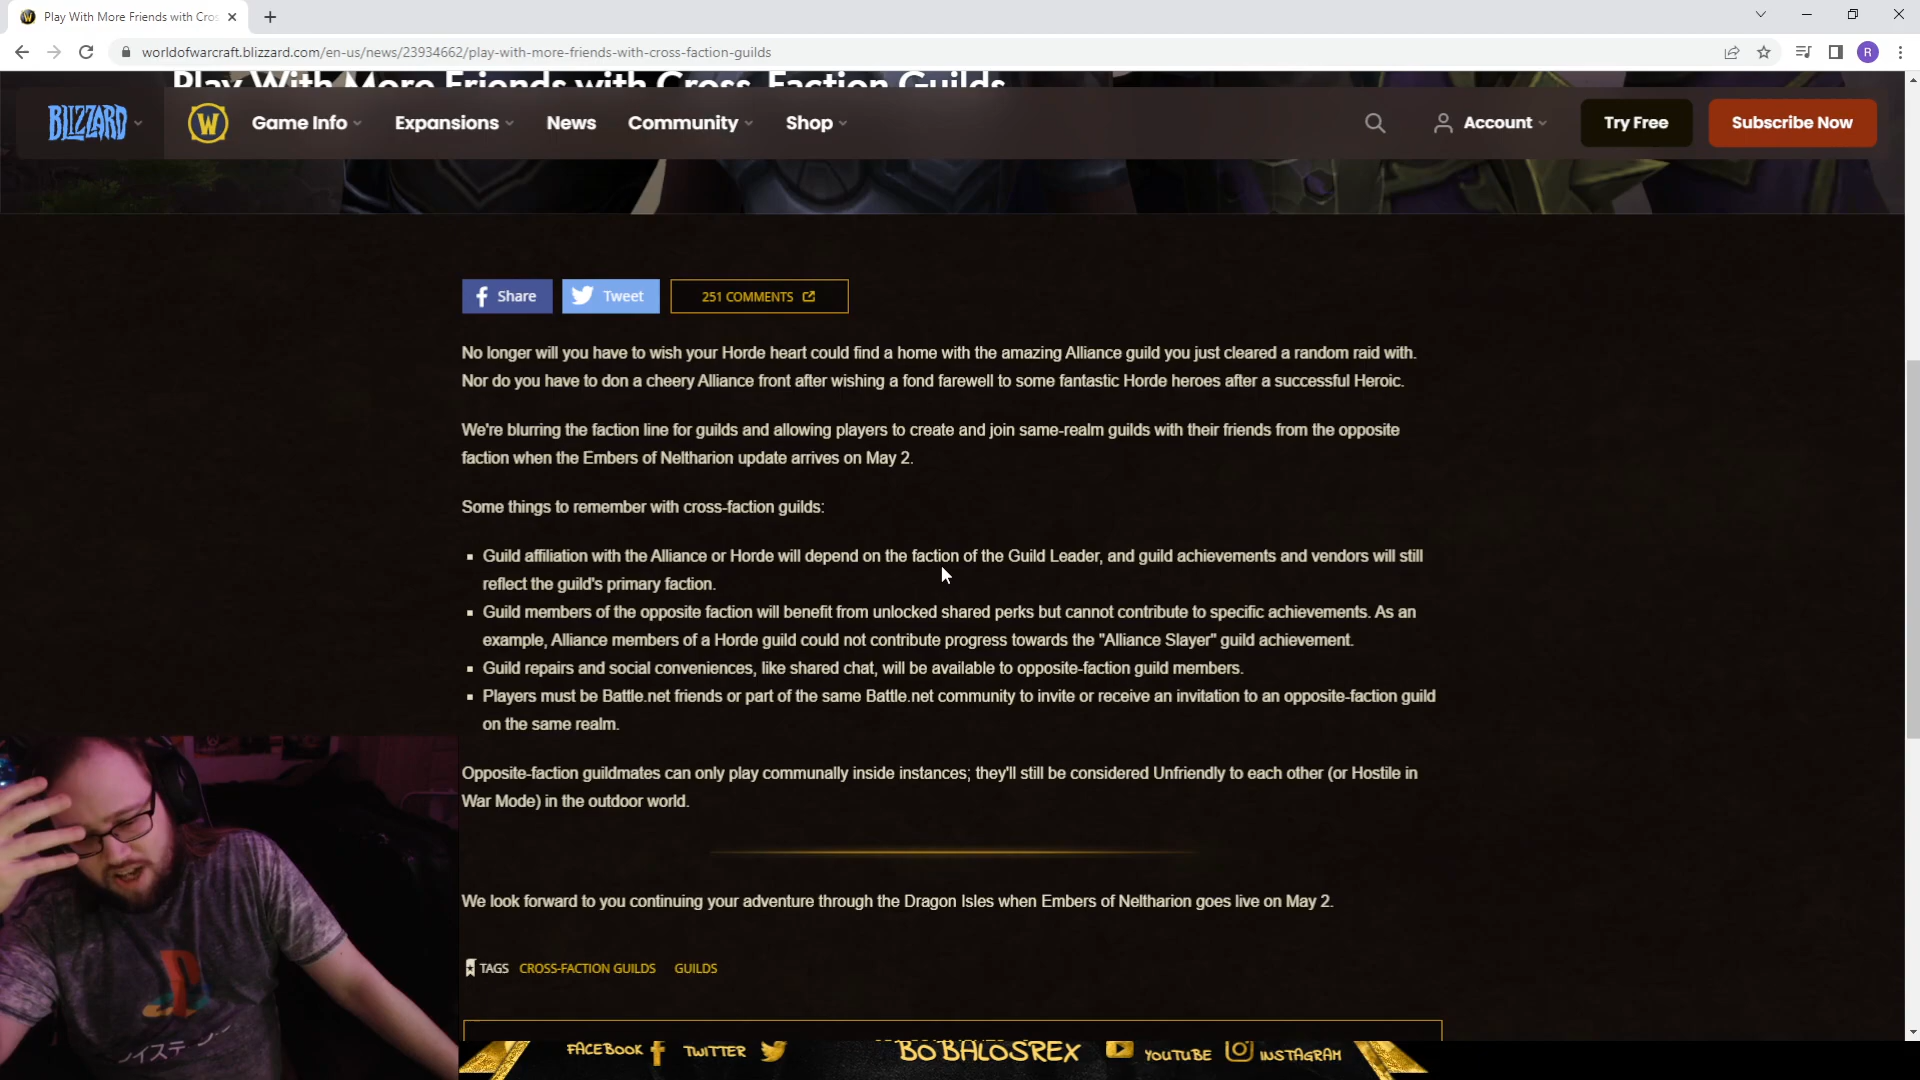 Play With More Friends with Cros
worldofwarcraft.blizzard.com/en-us/news/23934662/play-with-more-friends-with-cross-faction-guilds
R
Play With More Friends with Cross-Faction Guilds
BLIZZARD
W
Game Info
Expansions
News
Community
Shop
Account
Try Free
Subscribe Now
Share
Tweet
251 COMMENTS
No longer will you have to wish your Horde heart could find a home with the amazing Alliance guild you just cleared a random raid with.
Nor do you have to don a cheery Alliance front after wishing a fond farewell to some fantastic Horde heroes after a successful Heroic.
We're blurring the faction line for guilds and allowing players to create and join same-realm guilds with their friends from the opposite
faction when the Embers of Neltharion update arrives on May 2.
Some things to remember with cross-faction guilds:
Guild affiliation with the Alliance or Horde will depend on the faction of the Guild Leader, and guild achievements and vendors will still
reflect the guild's primary faction.
Guild members of the opposite faction will benefit from unlocked shared perks but cannot contribute to specific achievements. As an
example, Alliance members of a Horde guild could not contribute progress towards the "Alliance Slayer" guild achievement.
Guild repairs and social conveniences, like shared chat, will be available to opposite-faction guild members.
Players must be Battle.net friends or part of the same Battle.net community to invite or receive an invitation to an opposite-faction guild
on the same realm.
Opposite-faction guildmates can only play communally inside instances; they'll still be considered Unfriendly to each other (or Hostile in
War Mode) in the outdoor world.
We look forward to you continuing your adventure through the Dragon Isles when Embers of Neltharion goes live on May 2.
TAGS CROSS-FACTION GUILDS GUILDS
FACEBOOK
TWITTER
BOBALOSREX
YOUTUBE
INSTAGRAM